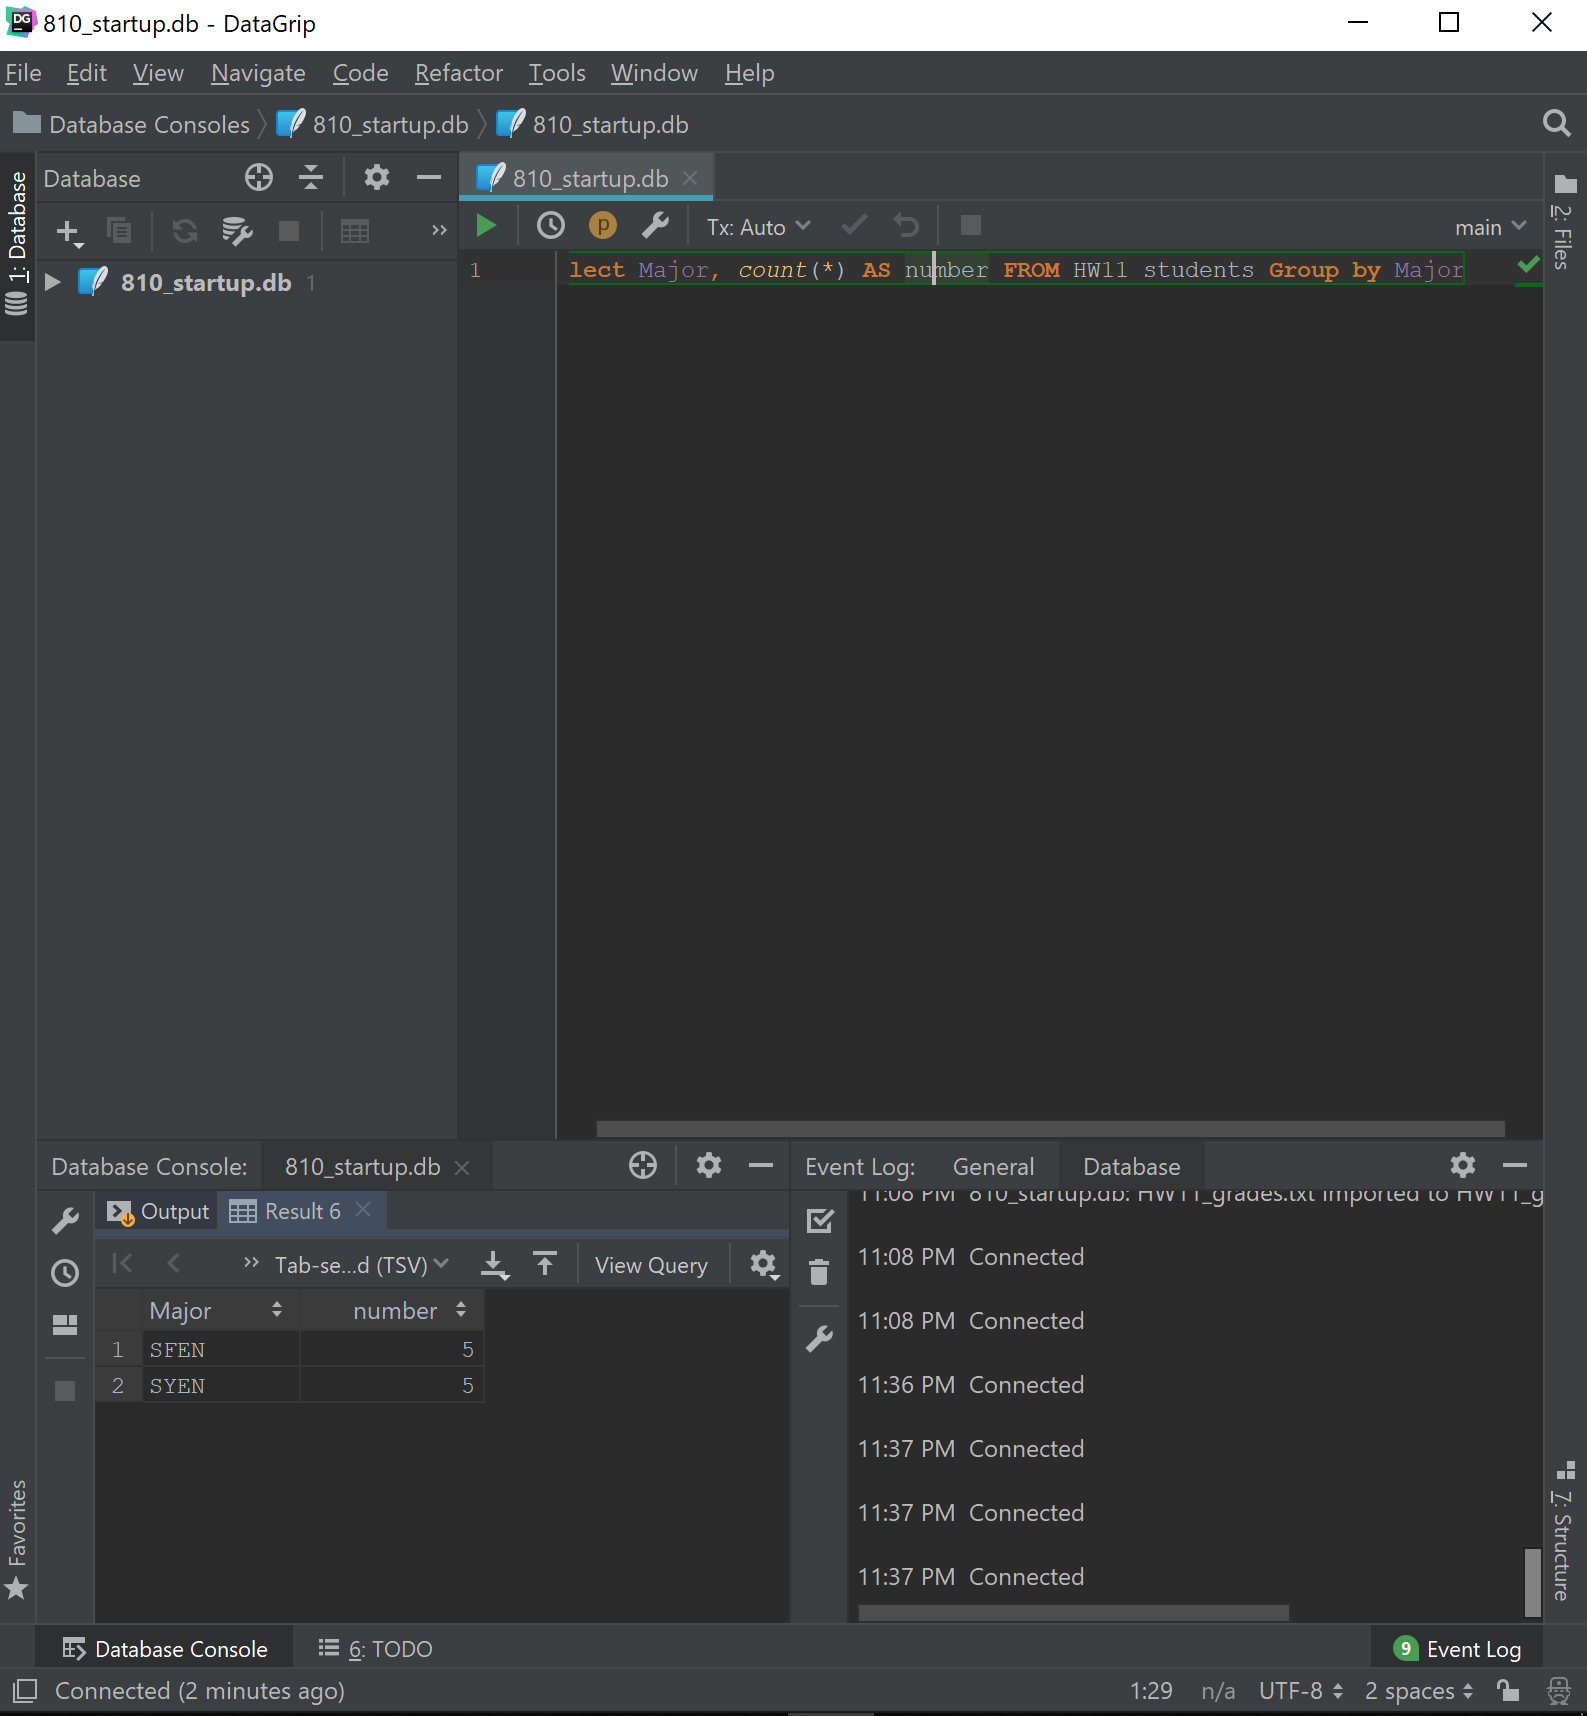 810_startup.db - DataGrip
File Edit View Navigate Code Refactor Tools Window Help
Database Consoles 810_startup.db 810_startup.db
1: Database
Database
810_startup.db 1
810_startup.db
Tx: Auto
main
1 lect Major, count(*) AS number FROM HW11 students Group by Major
2: Files
Database Console: 810_startup.db
Output Result 6
Tab-se...d (TSV) View Query
Major number
1 SFEN 5
2 SYEN 5
Event Log: General Database
11:08 PM 810_startup.db: HW11_grades.txt imported to HW11_g
11:08 PM Connected
11:08 PM Connected
11:36 PM Connected
11:37 PM Connected
11:37 PM Connected
11:37 PM Connected
Favorites
7: Structure
Database Console 6: TODO 9 Event Log
Connected (2 minutes ago) 1:29 n/a UTF-8 2 spaces